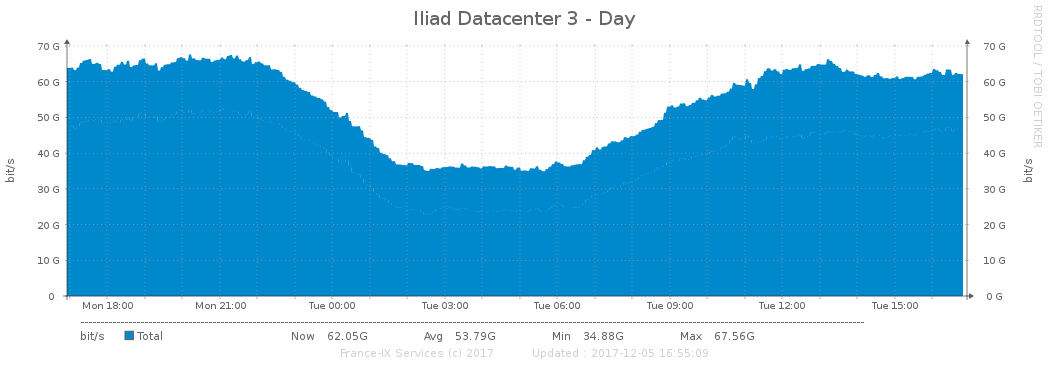 Iliad Datacenter 3 - Day
RRDTOOL / TOBI OETIKER
70 G 70 G
60 G 60 G
50 G 50 G
40 G 40 G
30 G 30 G
20 G 20 G
10 G 10 G
0 0 G
bit/s bit/s
Mon 18:00 Mon 21:00 Tue 00:00 Tue 03:00 Tue 06:00 Tue 09:00 Tue 12:00 Tue 15:00
bit/s Total Now 62.05G Avg 53.79G Min 34.88G Max 67.56G
France-IX Services (c) 2017 Updated : 2017-12-05 16:55:09